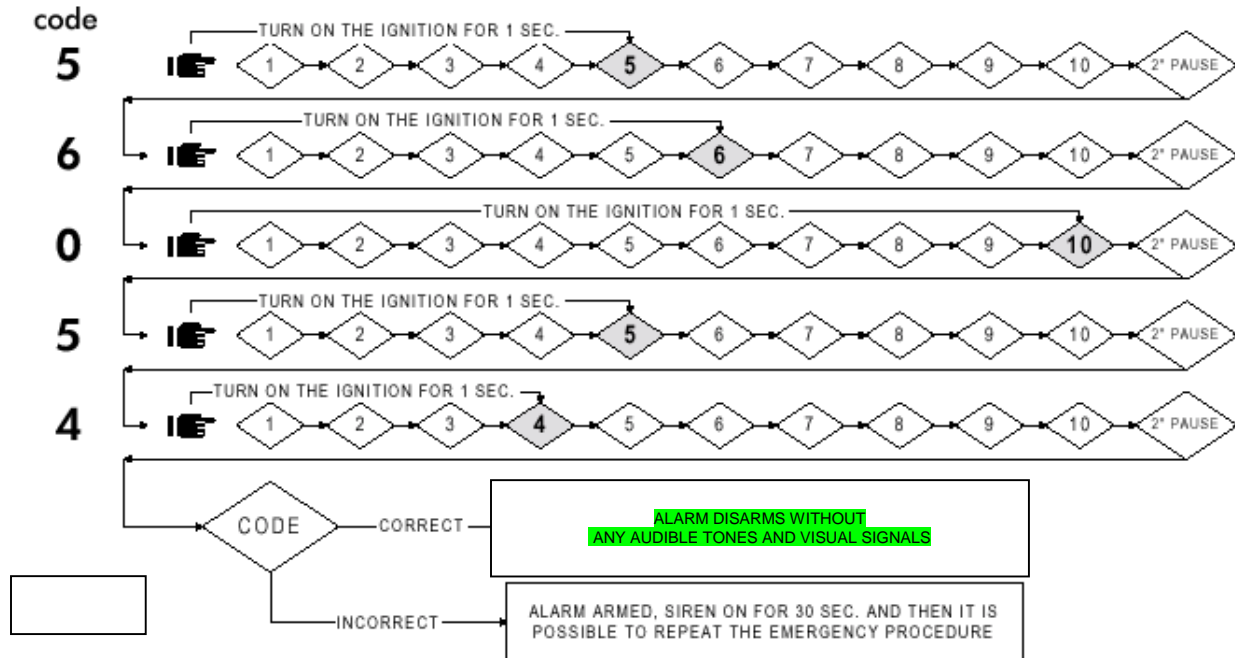 code
TURN ON THE IGNITION FOR 1 SEC.
5 1 2 3 4 5 6 7 8 9 10 2" PAUSE
TURN ON THE IGNITION FOR 1 SEC.
6 1 2 3 4 5 6 7 8 9 10 2" PAUSE
TURN ON THE IGNITION FOR 1 SEC.
0 1 2 3 4 5 6 7 8 9 10 2" PAUSE
TURN ON THE IGNITION FOR 1 SEC.
5 1 2 3 4 5 6 7 8 9 10 2" PAUSE
TURN ON THE IGNITION FOR 1 SEC.
4 1 2 3 4 5 6 7 8 9 10 2" PAUSE
CODE
CORRECT
ALARM DISARMS WITHOUT
ANY AUDIBLE TONES AND VISUAL SIGNALS
INCORRECT
ALARM ARMED, SIREN ON FOR 30 SEC. AND THEN IT IS
POSSIBLE TO REPEAT THE EMERGENCY PROCEDURE